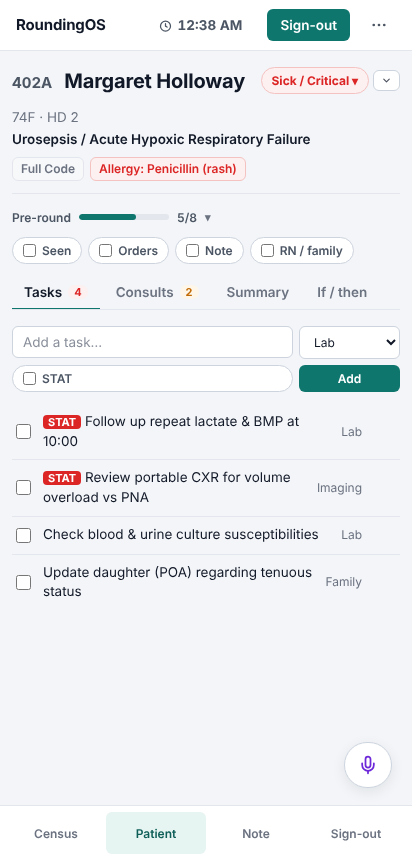 RoundingOS 12:38 AM Sign-out ···
402A Margaret Holloway Sick / Critical ▾
74F · HD 2
Urosepsis / Acute Hypoxic Respiratory Failure
Full Code Allergy: Penicillin (rash)
Pre-round 5/8 ▾
Seen Orders Note RN / family
Tasks 4 Consults 2 Summary If / then
Add a task... Lab
STAT Add
STAT Follow up repeat lactate & BMP at
10:00
Lab
STAT Review portable CXR for volume
overload vs PNA
Imaging
Check blood & urine culture susceptibilities Lab
Update daughter (POA) regarding tenuous
status
Family
Census Patient Note Sign-out